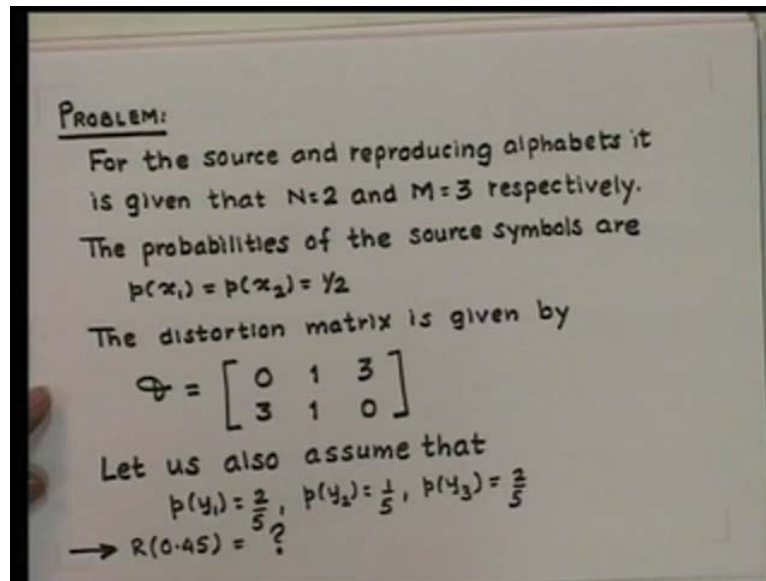 PROBLEM:
For the source and reproducing alphabets it
is given that N=2 and M=3 respectively.
The probabilities of the source symbols are
p(x₁) = p(x₂) = 1/2
The distortion matrix is given by
𝒟 = [ 0 1 3
3 1 0 ]
Let us also assume that
p(y₁) = 2/5, p(y₂) = 1/5, p(y₃) = 2/5
→ R(0.45) = ?